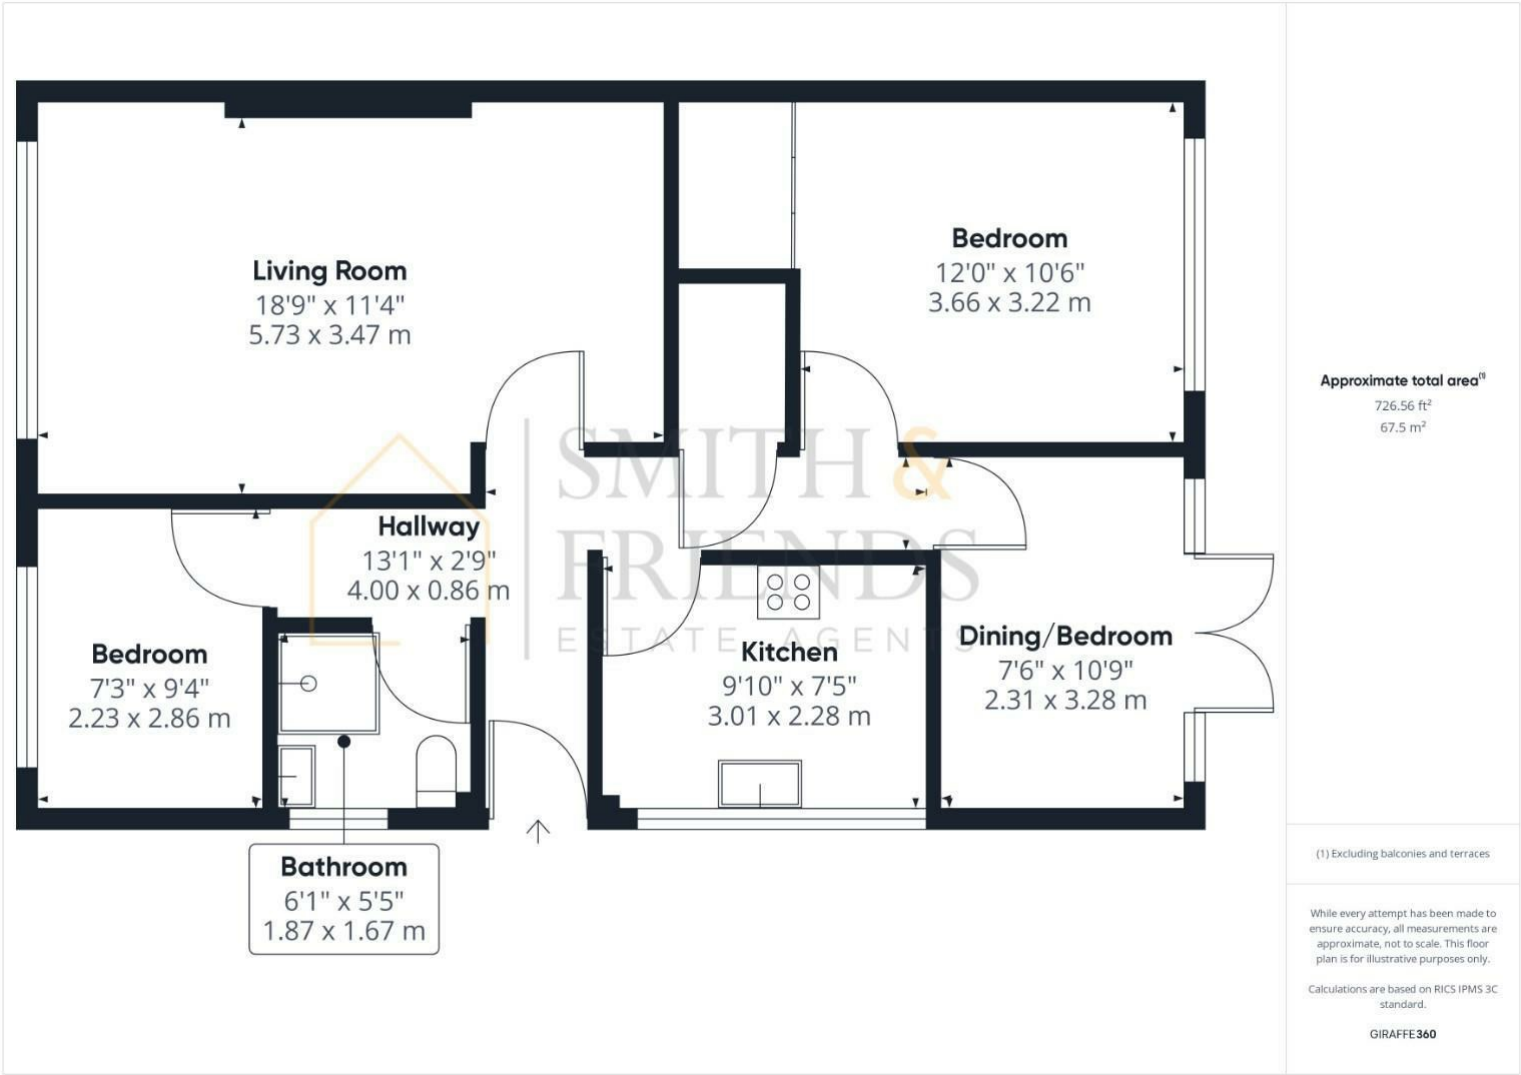 Living Room
18'9" x 11'4"
5.73 x 3.47 m
Bedroom
12'0" x 10'6"
3.66 x 3.22 m
Hallway
13'1" x 2'9"
4.00 x 0.86 m
SMITH &
FRIENDS
ESTATE AGENTS
Bedroom
7'3" x 9'4"
2.23 x 2.86 m
Kitchen
9'10" x 7'5"
3.01 x 2.28 m
Dining/Bedroom
7'6" x 10'9"
2.31 x 3.28 m
Bathroom
6'1" x 5'5"
1.87 x 1.67 m
Approximate total area(1)
726.56 ft²
67.5 m²
(1) Excluding balconies and terraces
While every attempt has been made to
ensure accuracy, all measurements are
approximate, not to scale. This floor
plan is for illustrative purposes only.
Calculations are based on RICS IPMS 3C
standard.
GIRAFFE360